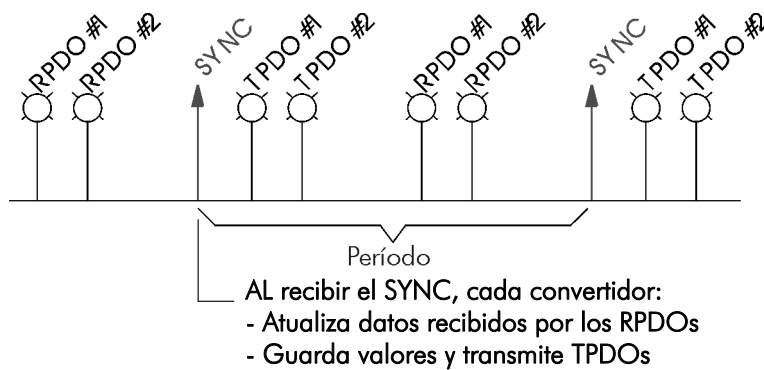 RPDO #1
RPDO #2
SYNC
TPDO #1
TPDO #2
RPDO #1
RPDO #2
SYNC
TPDO #1
TPDO #2
Período
AL recibir el SYNC, cada convertidor:
- Atualiza datos recibidos por los RPDOs
- Guarda valores y transmite TPDOs